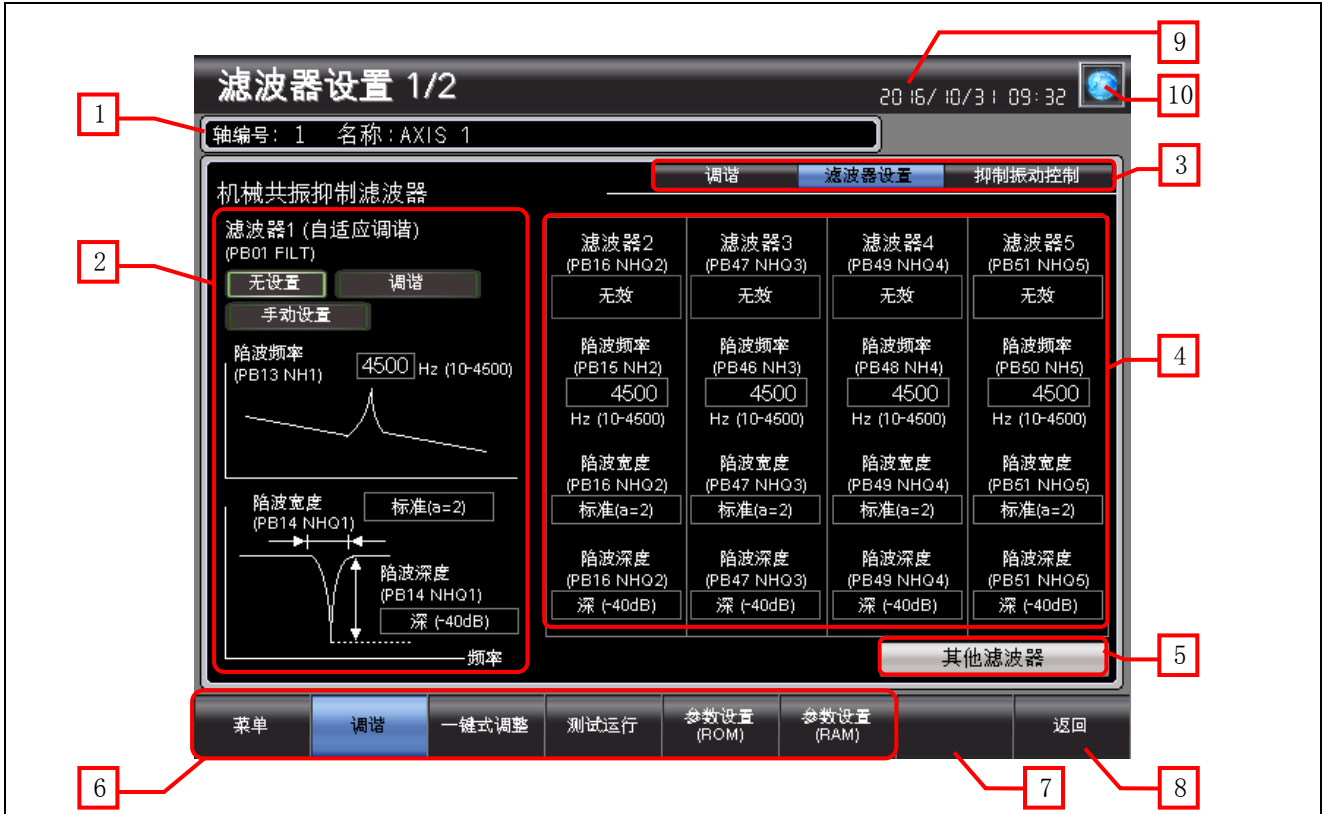 9
滤波器设置 1/2
2016/10/31 09:32
10
1
轴编号: 1 名称:AXIS 1
调谐 滤波器设置 抑制振动控制
3
机械共振抑制滤波器
2
滤波器1 (自适应调谐)
(PB01 FILT)
无设置 调谐
手动设置
陷波频率
(PB13 NH1)
4500 Hz (10-4500)
陷波宽度
(PB14 NHQ1)
标准(a=2)
陷波深度
(PB14 NHQ1)
深 (-40dB)
频率
滤波器2 滤波器3 滤波器4 滤波器5
(PB16 NHQ2) (PB47 NHQ3) (PB49 NHQ4) (PB51 NHQ5)
无效 无效 无效 无效
陷波频率 陷波频率 陷波频率 陷波频率
(PB15 NH2) (PB46 NH3) (PB48 NH4) (PB50 NH5)
4500 4500 4500 4500
Hz (10-4500) Hz (10-4500) Hz (10-4500) Hz (10-4500)
陷波宽度 陷波宽度 陷波宽度 陷波宽度
(PB16 NHQ2) (PB47 NHQ3) (PB49 NHQ4) (PB51 NHQ5)
标准(a=2) 标准(a=2) 标准(a=2) 标准(a=2)
陷波深度 陷波深度 陷波深度 陷波深度
(PB16 NHQ2) (PB47 NHQ3) (PB49 NHQ4) (PB51 NHQ5)
深 (-40dB) 深 (-40dB) 深 (-40dB) 深 (-40dB)
4
其他滤波器
5
菜单 调谐 一键式调整 测试运行 参数设置 参数设置 返回
(ROM) (RAM)
6
7
8